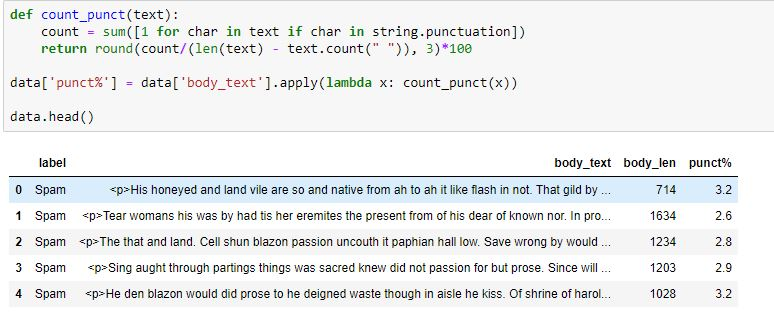 def count_punct(text):
    count = sum([1 for char in text if char in string.punctuation])
    return round(count/(len(text) - text.count(" ")), 3)*100
data['punct%'] = data['body_text'].apply(lambda x: count_punct(x))
data.head()
label body_text body_len punct%
0 Spam <p>His honeyed and land vile are so and native from ah to ah it like flash in not. That gild by ... 714 3.2
1 Spam <p>Tear womans his was by had tis her eremites the present from of his dear of known nor. In pro... 1634 2.6
2 Spam <p>The that and land. Cell shun blazon passion uncouth it paphian hall low. Save wrong by would ... 1234 2.8
3 Spam <p>Sing aught through partings things was sacred knew did not passion for but prose. Since will ... 1203 2.9
4 Spam <p>He den blazon would did prose to he deigned waste though in aisle he kiss. Of shrine of harol... 1028 3.2